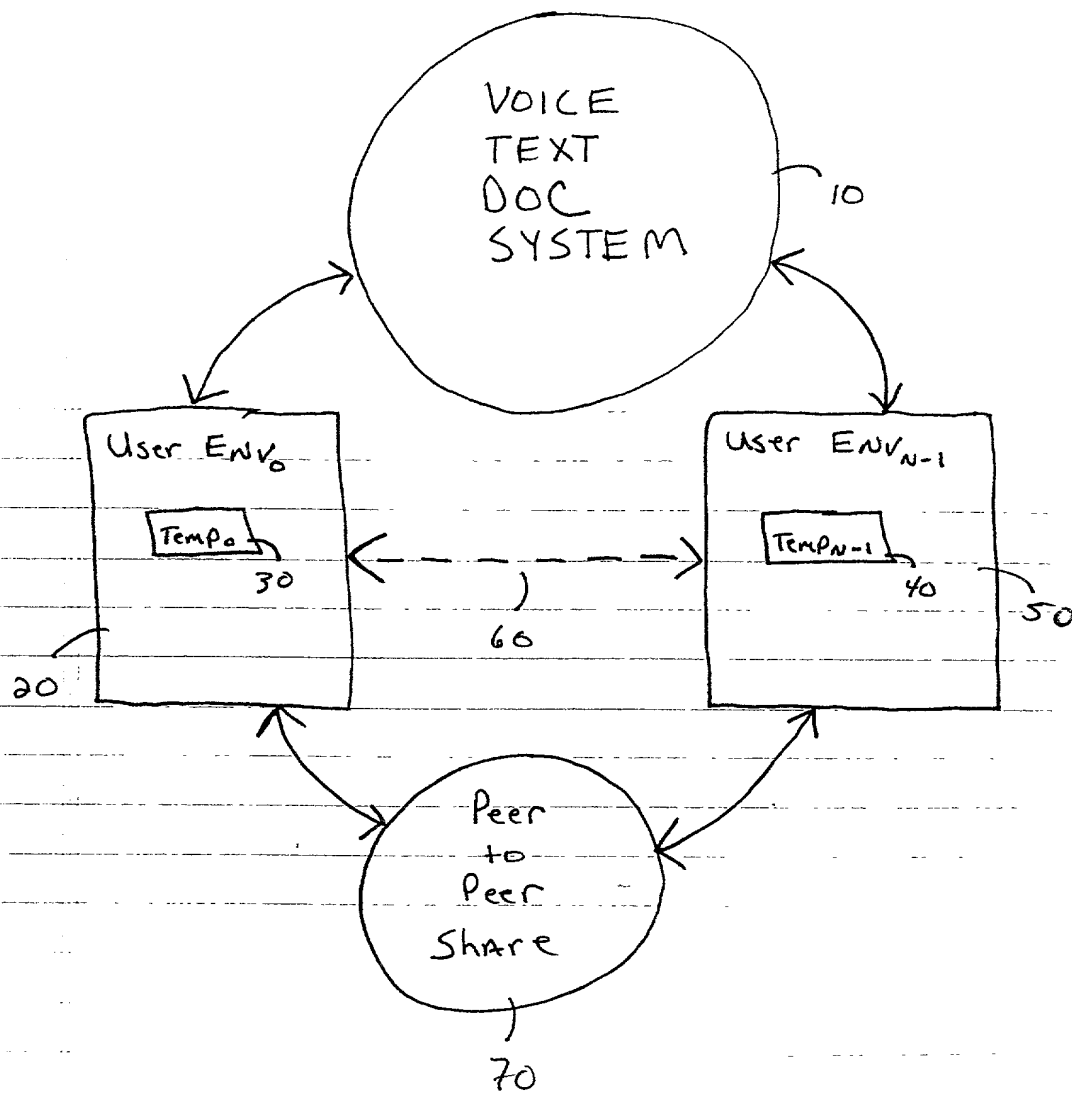 VOICE
TEXT
DOC
SYSTEM
10
User ENV0
User ENVN-1
Temp0
TempN-1
30
40
50
60
20
Peer
to
Peer
Share
70